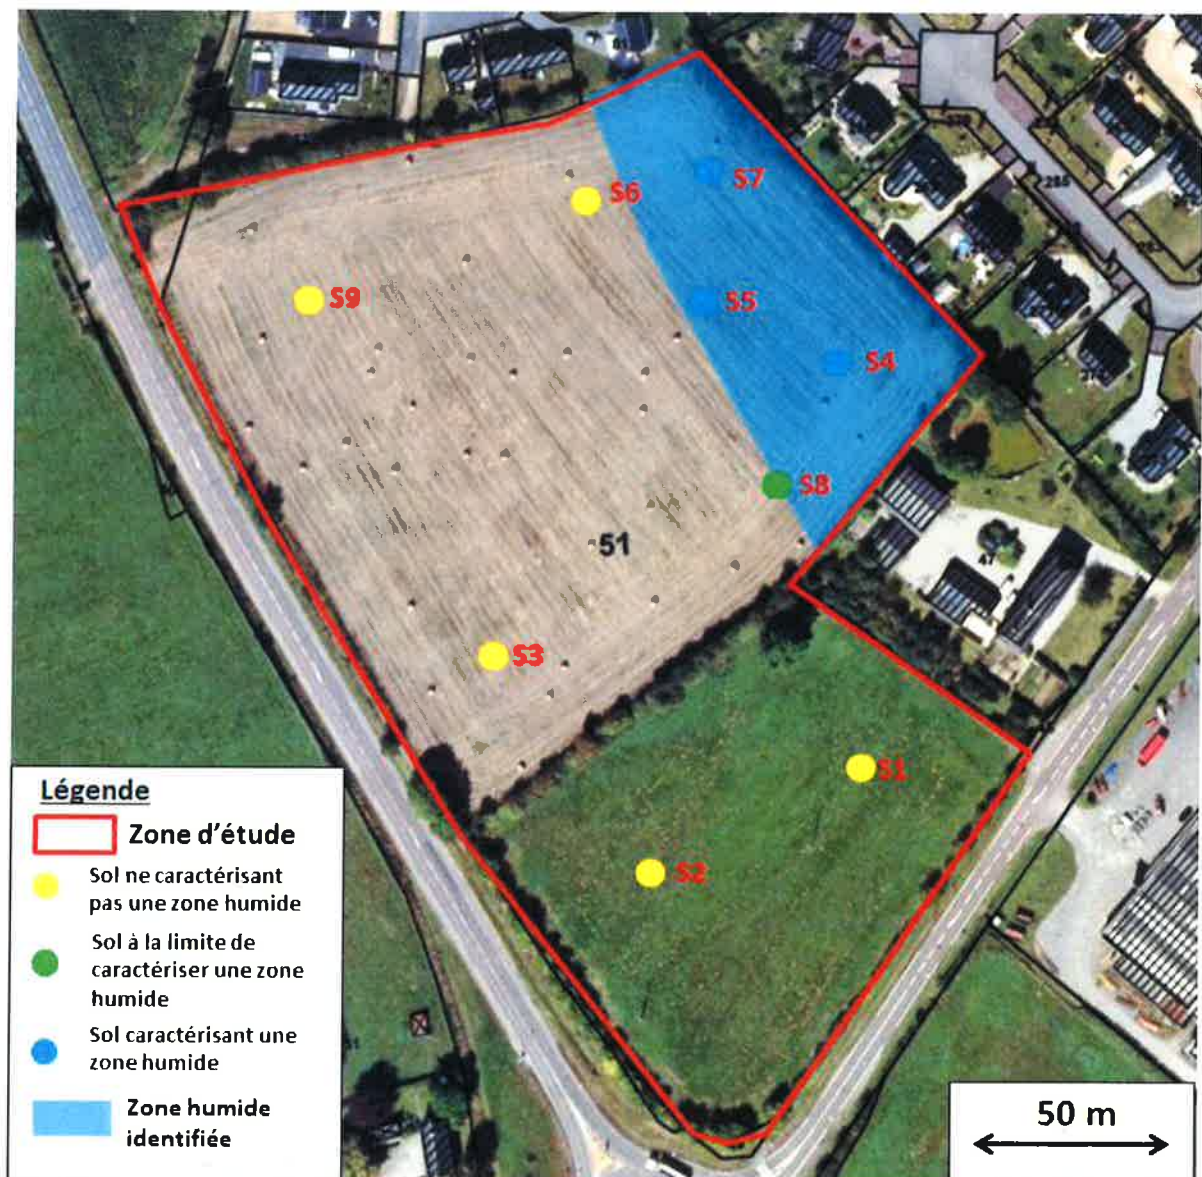 S7
S6
S9
S5
S4
S8
51
47
S3
S1
S2
Légende
Zone d'étude
Sol ne caractérisant
pas une zone humide
Sol à la limite de
caractériser une zone
humide
Sol caractérisant une
zone humide
Zone humide
identifiée
50 m